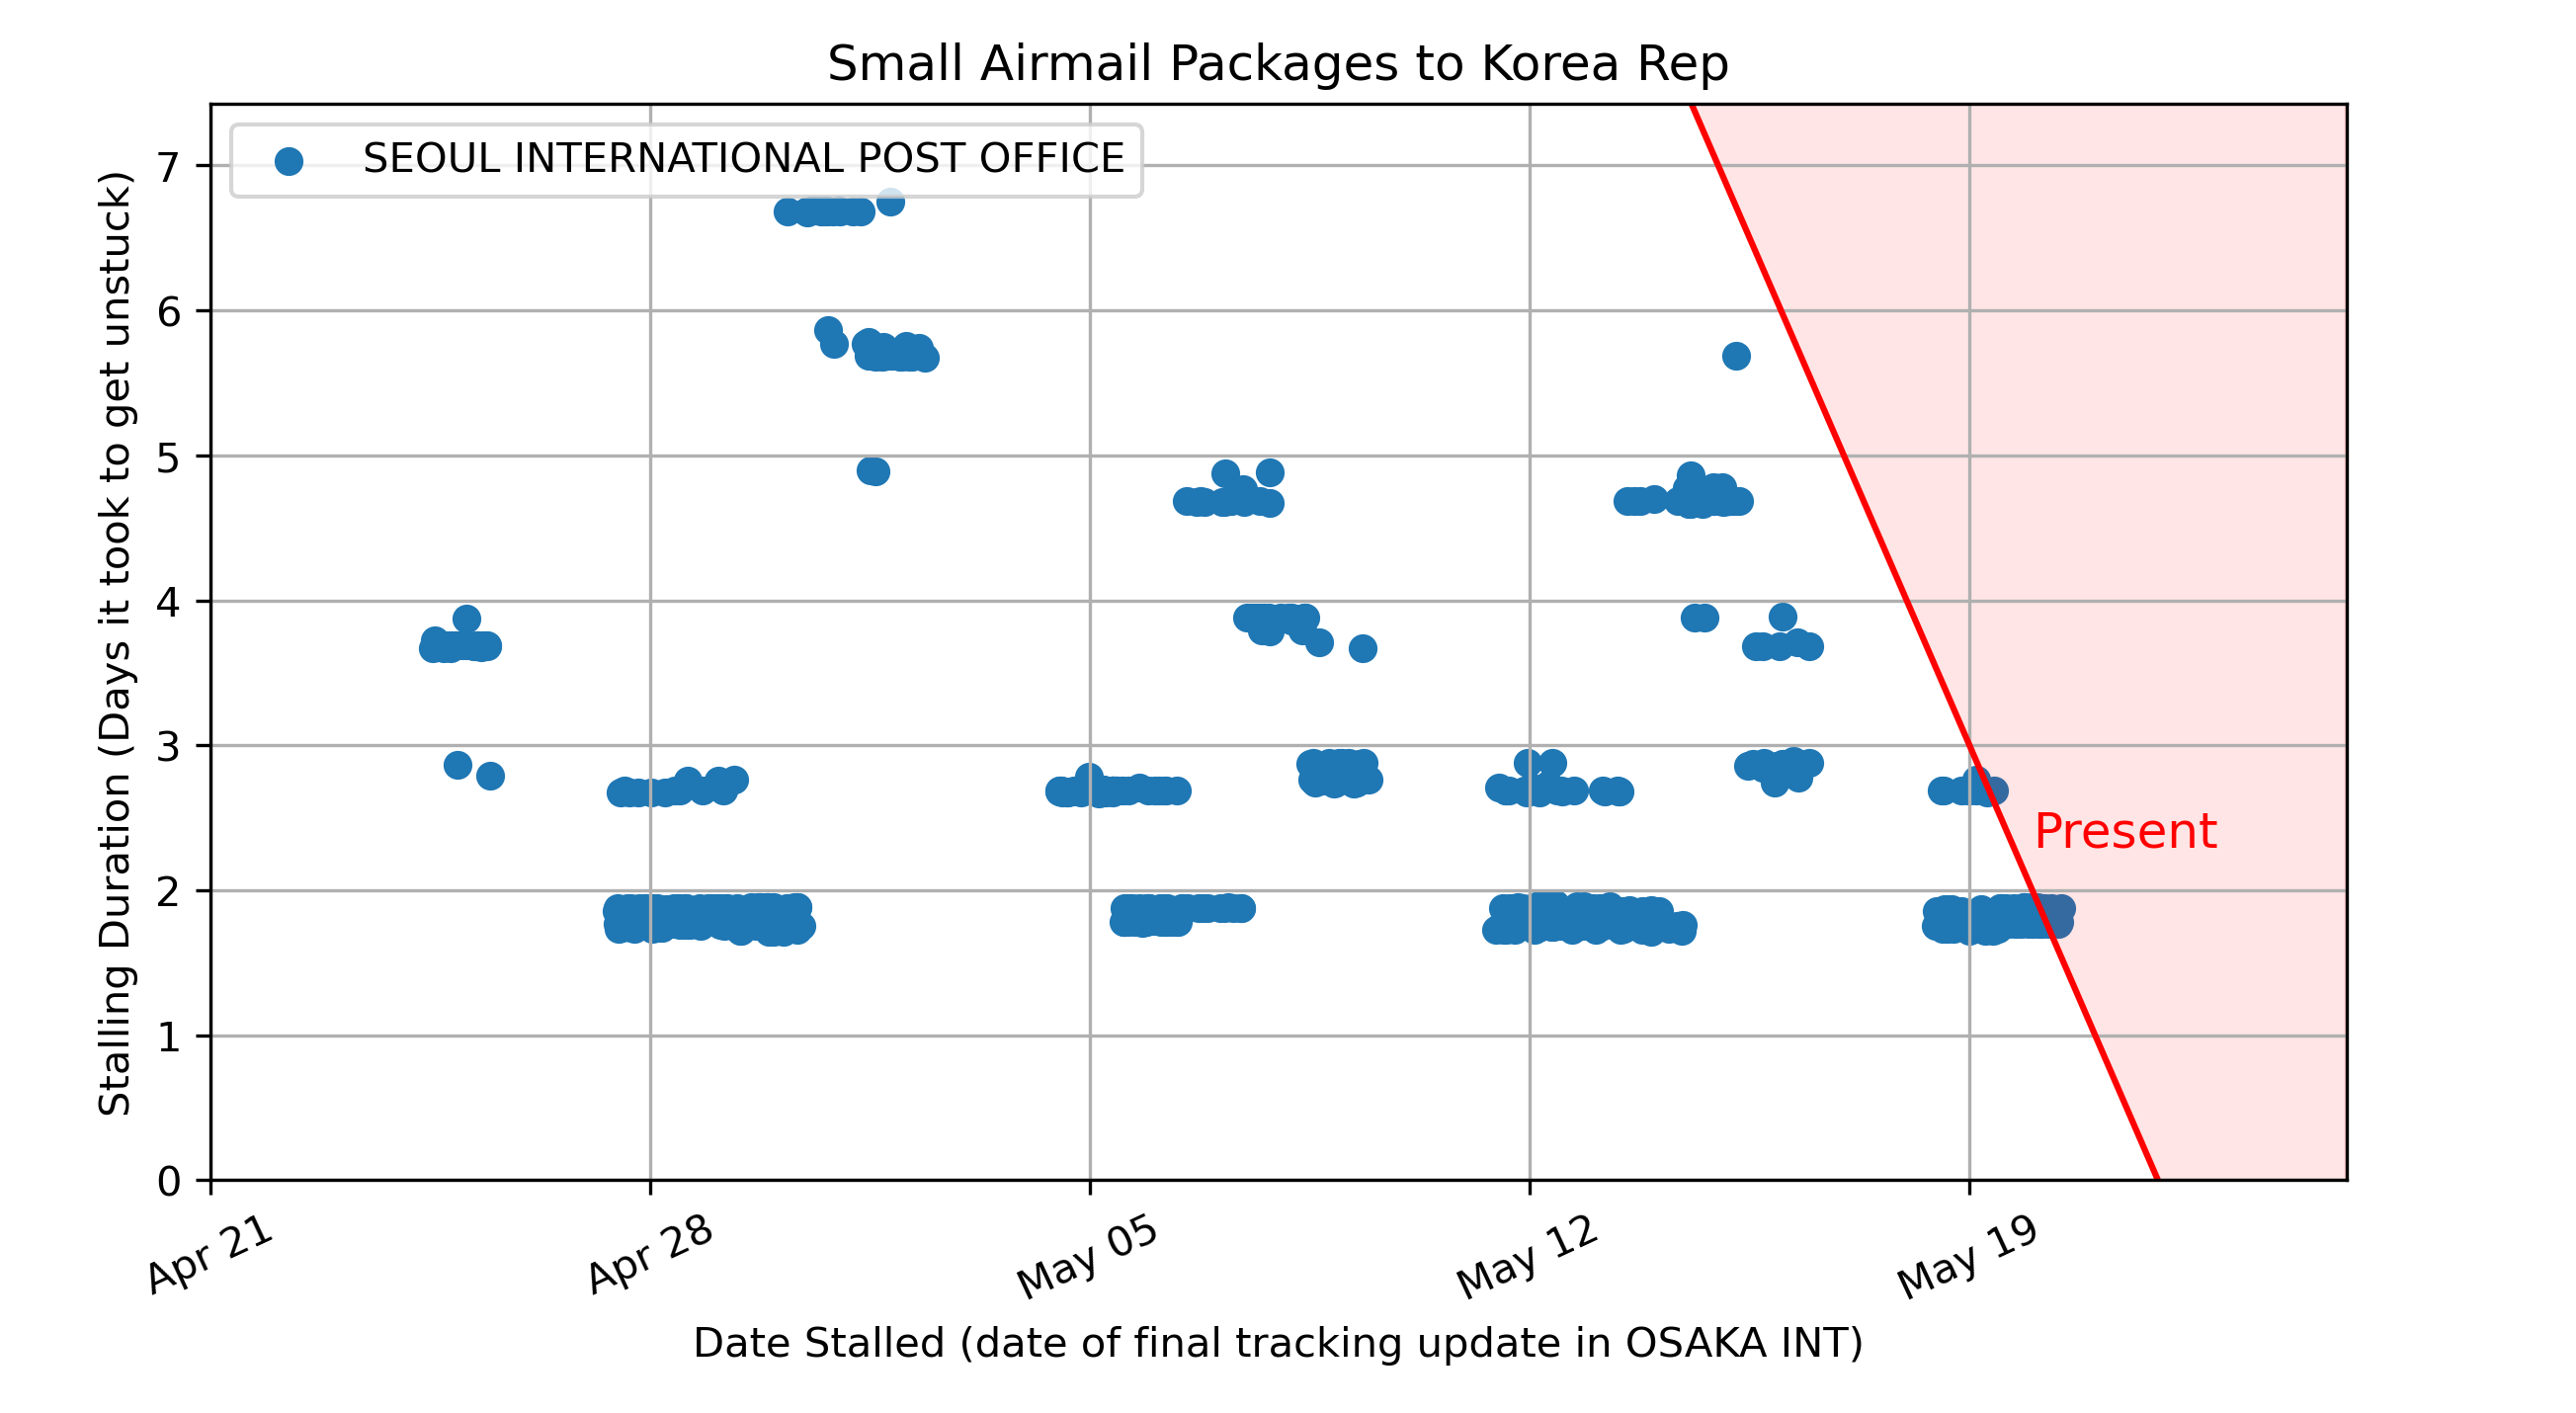 Small Airmail Packages to Korea Rep
SEOUL INTERNATIONAL POST OFFICE
Stalling Duration (Days it took to get unstuck)
7
6
5
4
3
2
1
0
Present
Apr 21
Apr 28
May 05
May 12
May 19
Date Stalled (date of final tracking update in OSAKA INT)